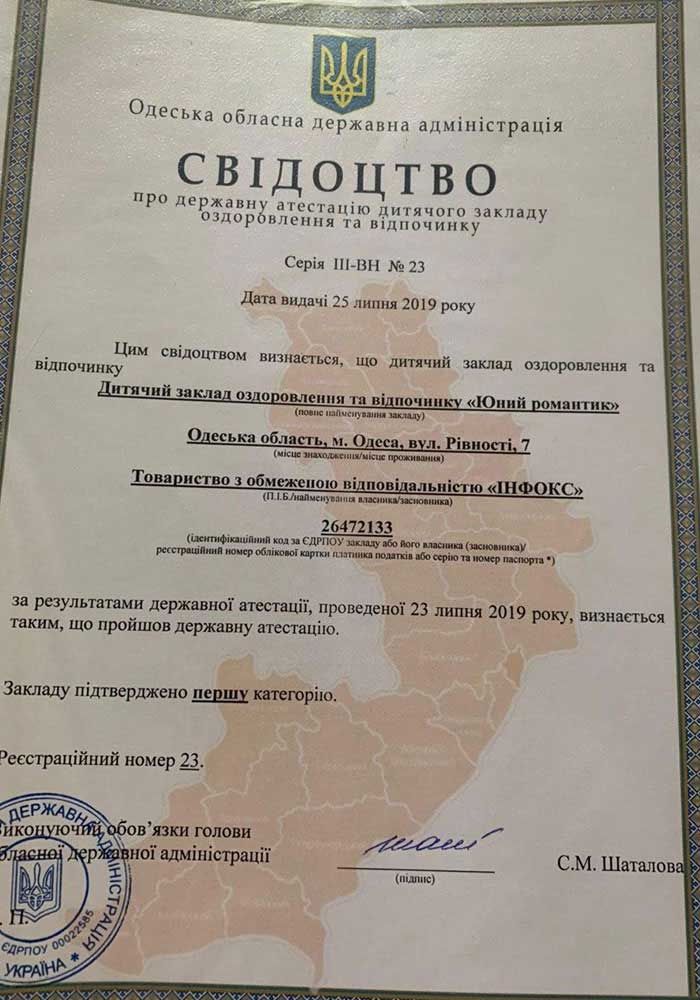 Одеська обласна державна адміністрація
СВІДОЦТВО
про державну атестацію дитячого закладу
оздоровлення та відпочинку
Серія ІІІ-ВН № 23
Дата видачі 25 липня 2019 року
Цим свідоцтвом визнається, що дитячий заклад оздоровлення та
відпочинку
Дитячий заклад оздоровлення та відпочинку «Юний романтик»
(повне найменування закладу)
Одеська область, м. Одеса, вул. Рівності, 7
(місце знаходження/місце проживання)
Товариство з обмеженою відповідальністю «ІНФОКС»
(П.І.Б./найменування власника/засновника)
26472133
(ідентифікаційний код за ЄДРПОУ закладу або його власника (засновника)/
реєстраційний номер облікової картки платника податків або серію та номер паспорта *)
за результатами державної атестації, проведеної 23 липня 2019 року, визнається
таким, що пройшов державну атестацію.
Закладу підтверджено першу категорію.
Реєстраційний номер 23.
Виконуючий обов’язки голови
обласної державної адміністрації
(підпис)
С.М. Шаталова
П.
ДЕРЖАВНА АДМІНІСТРАЦІЯ
ЄДРПОУ 00022585
* УКРАЇНА *